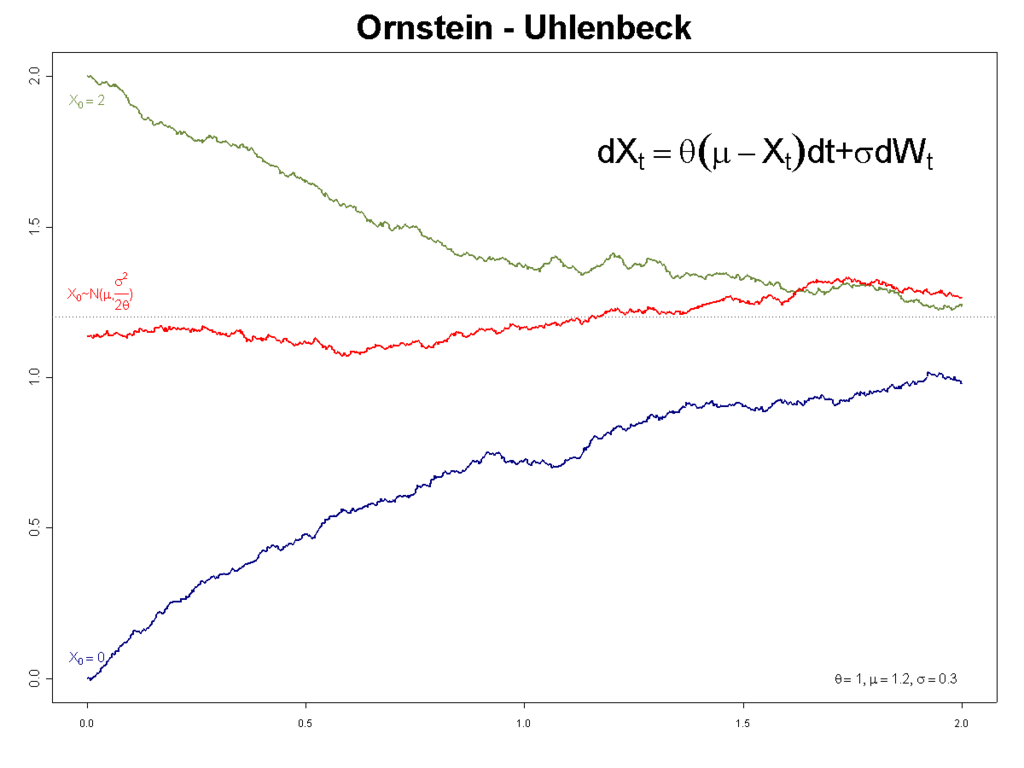 Ornstein - Uhlenbeck
2.0
X₀ = 2
dXₜ = θ(μ − Xₜ)dt+σdWₜ
1.5
X₀~N(μ,σ²/2θ)
1.0
0.5
X₀ = 0
0.0
θ = 1, μ = 1.2, σ = 0.3
0.0 0.5 1.0 1.5 2.0